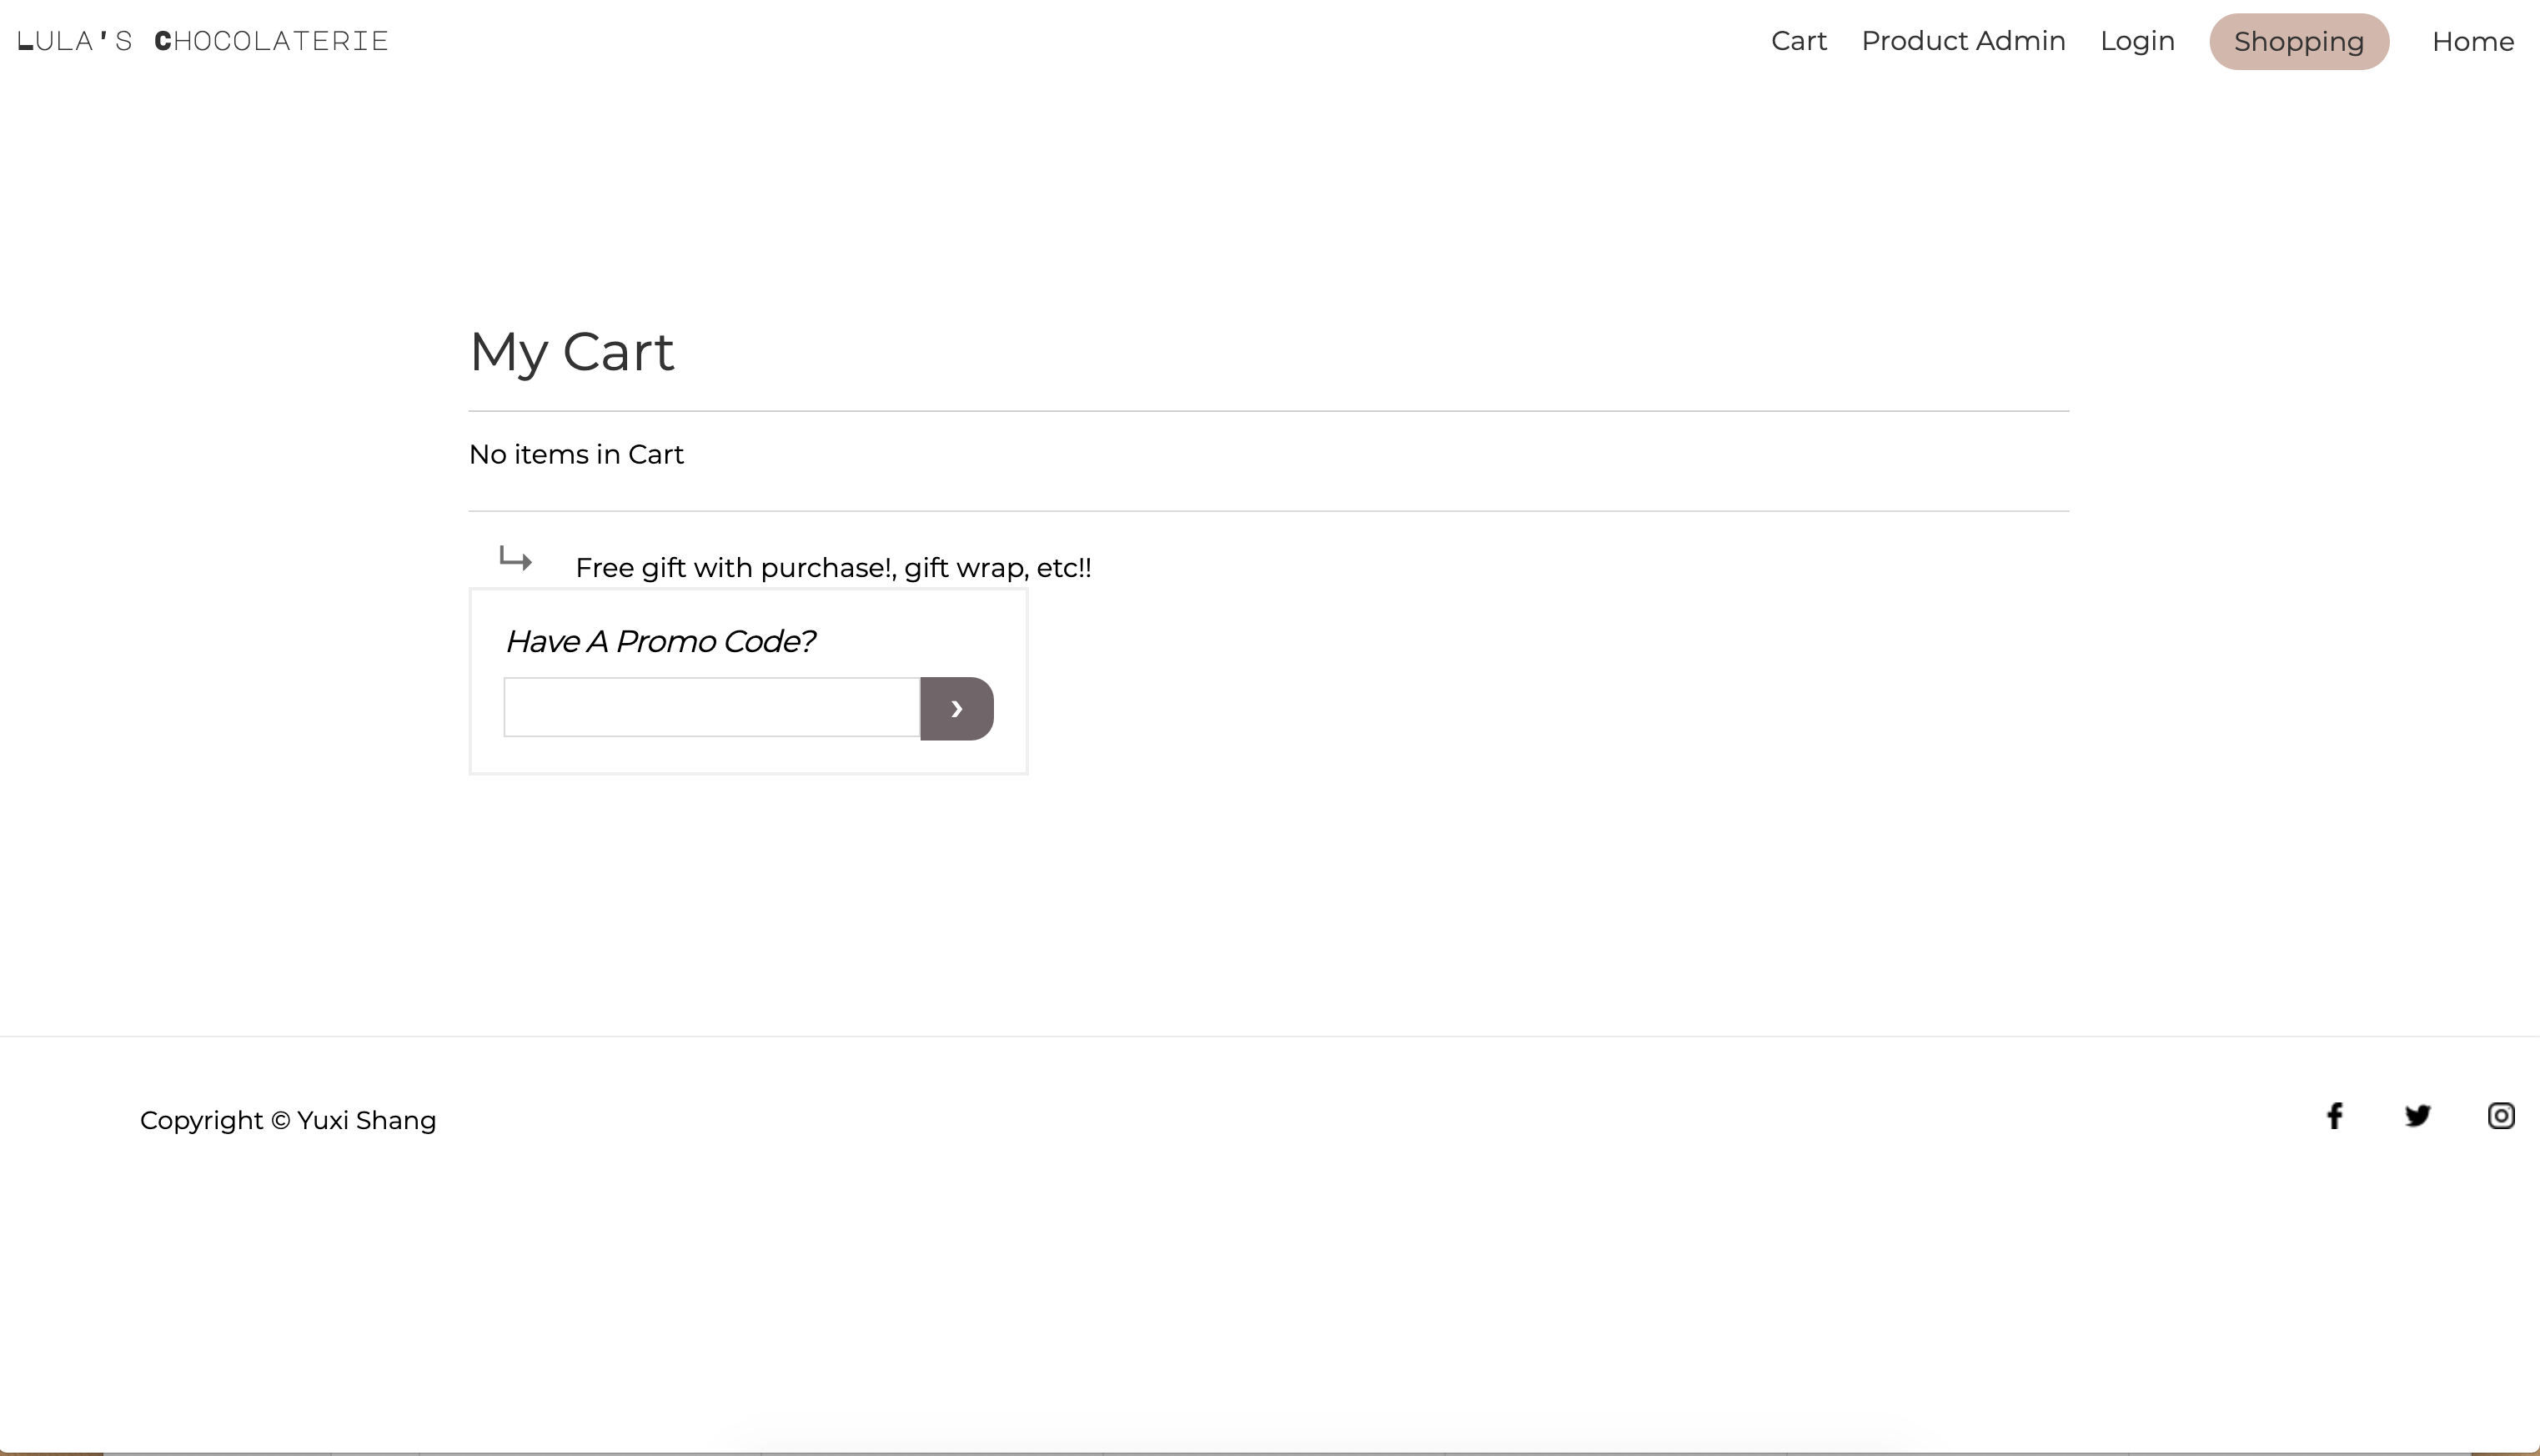 LULA'S CHOCOLATERIE
Cart Product Admin Login Shopping Home
My Cart
No items in Cart
Free gift with purchase!, gift wrap, etc!!
Have A Promo Code?
›
Copyright © Yuxi Shang